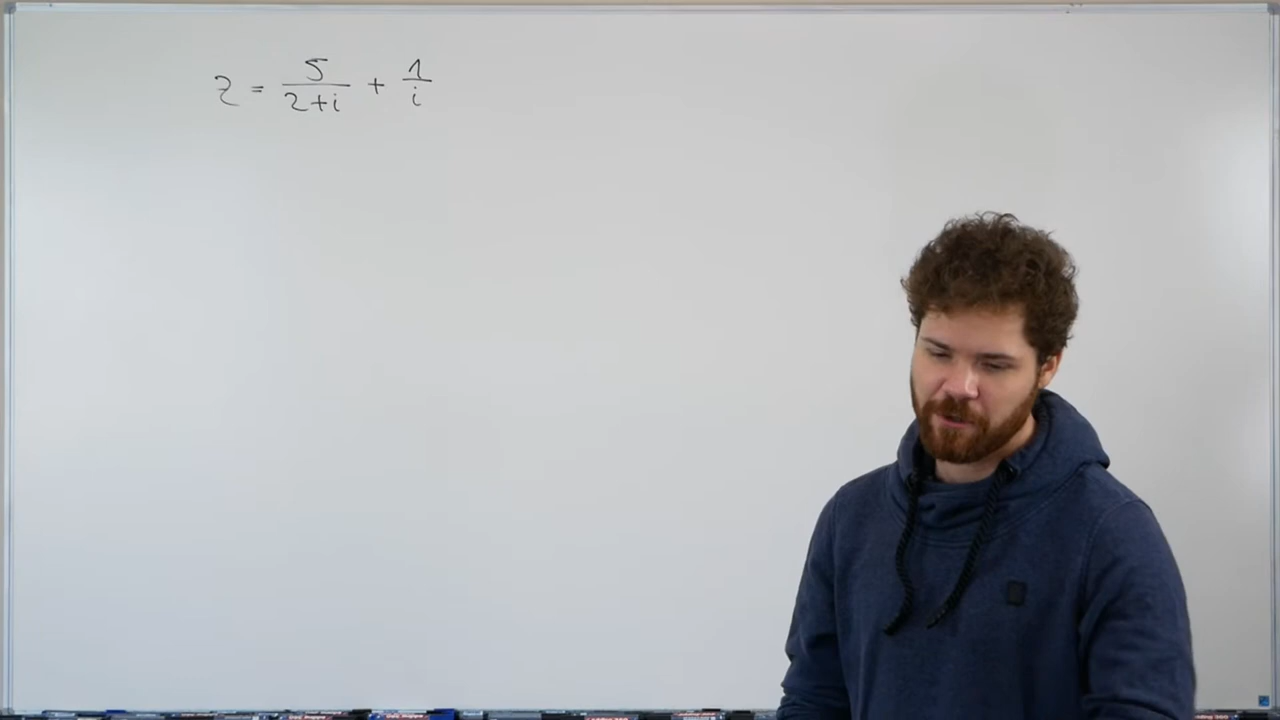 z = 5/(2+i) + 1/i